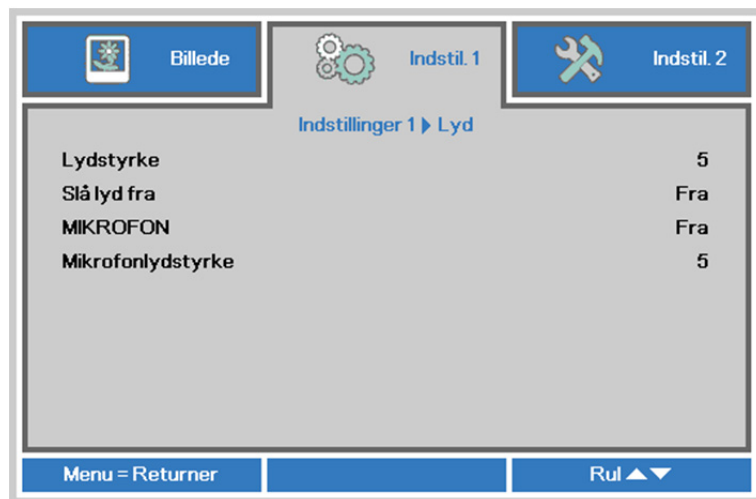 Billede
Indstil. 1
Indstil. 2
Indstillinger 1 ▶ Lyd
Lydstyrke 5
Slå lyd fra Fra
MIKROFON Fra
Mikrofonlydstyrke 5
Menu = Returner
Rul ▲▼